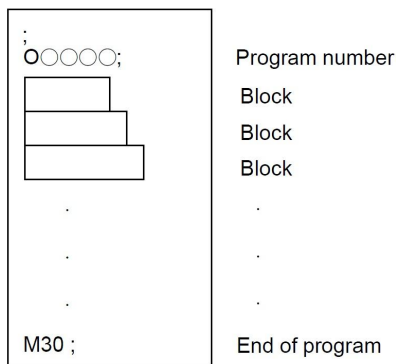 ;
O○○○○; Program number
Block
Block
Block
. .
. .
. .
M30 ; End of program